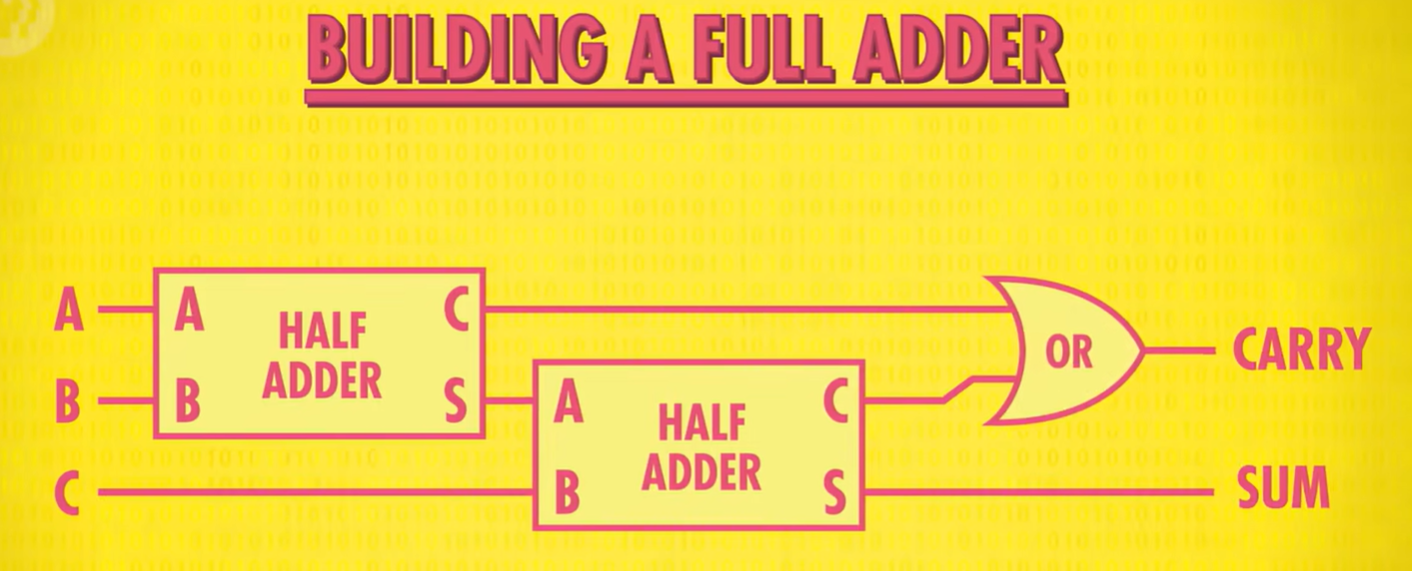 BUILDING A FULL ADDER
A A HALF ADDER C
B B S
A HALF ADDER C
C B S
OR
CARRY
SUM